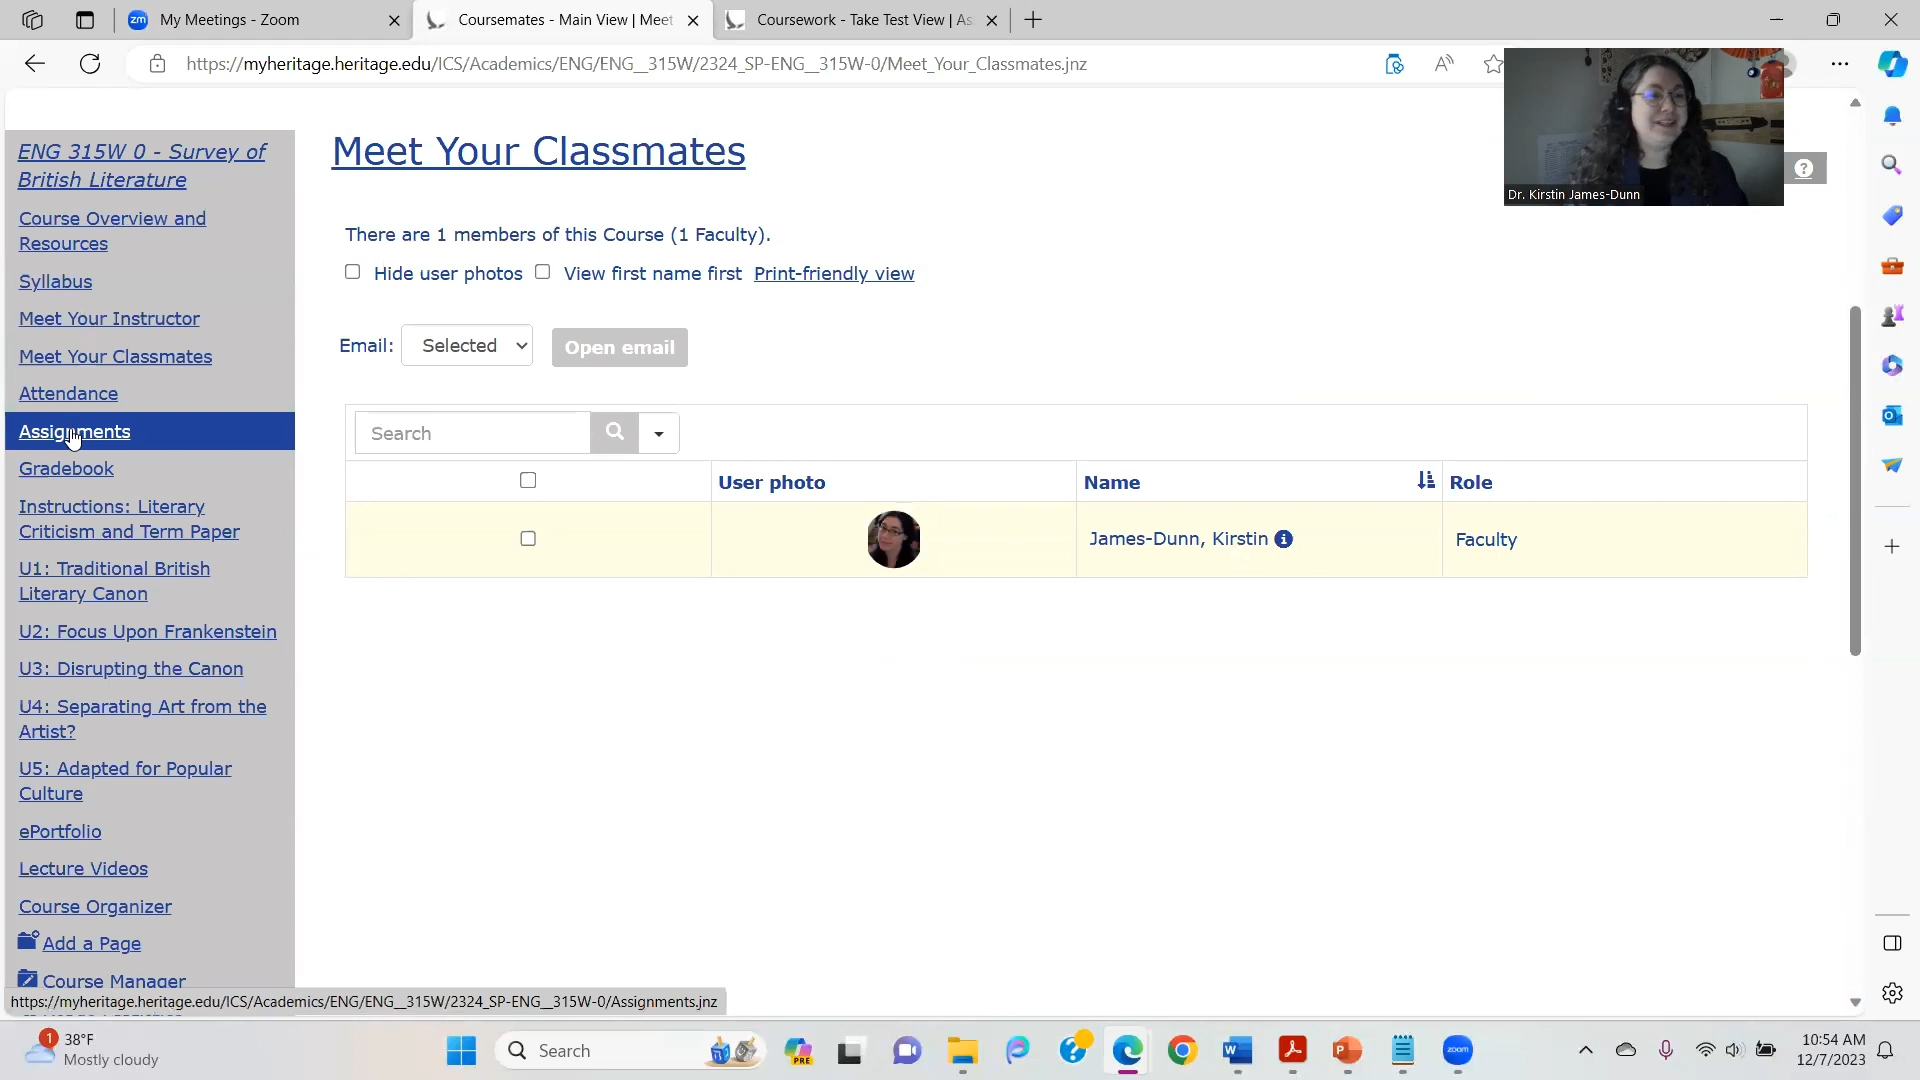 My Meetings - Zoom
Coursemates - Main View | Meet
Coursework - Take Test View | As
https://myheritage.heritage.edu/ICS/Academics/ENG/ENG__315W/2324_SP-ENG__315W-0/Meet_Your_Classmates.jnz
Dr. Kirstin James-Dunn
ENG 315W 0 - Survey of
British Literature
Course Overview and
Resources
Syllabus
Meet Your Instructor
Meet Your Classmates
Attendance
Assignments
Gradebook
Instructions: Literary
Criticism and Term Paper
U1: Traditional British
Literary Canon
U2: Focus Upon Frankenstein
U3: Disrupting the Canon
U4: Separating Art from the
Artist?
U5: Adapted for Popular
Culture
ePortfolio
Lecture Videos
Course Organizer
Add a Page
Course Manager
Meet Your Classmates
There are 1 members of this Course (1 Faculty).
Hide user photos View first name first Print-friendly view
Email: Selected Open email
Search
User photo Name Role
James-Dunn, Kirstin Faculty
https://myheritage.heritage.edu/ICS/Academics/ENG/ENG__315W/2324_SP-ENG__315W-0/Assignments.jnz
1
38°F
Mostly cloudy
Search
PRE
zoom
10:54 AM
12/7/2023